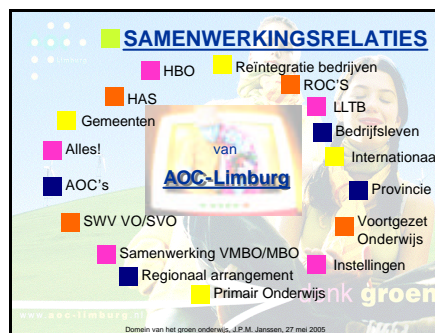 SAMENWERKINGSRELATIES
HBO
Reïntegratie bedrijven
ROC'S
HAS
LLTB
Gemeenten
Bedrijfsleven
van
Alles!
Internationaa
AOC-Limburg
AOC's
Provincie
SWV VO/SVO
Voortgezet
Onderwijs
Samenwerking VMBO/MBO
Instellingen
Regionaal arrangement
Primair Onderwijs
denk groen
www.aoc-limburg.nl
Domein van het groen onderwijs, J.P.M. Janssen, 27 mei 2005